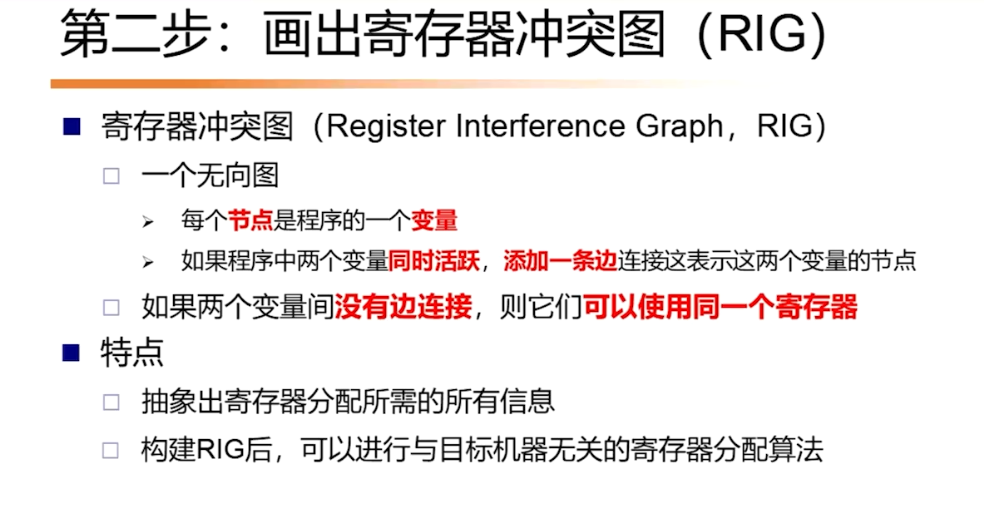 第二步：画出寄存器冲突图（RIG）
寄存器冲突图（Register Interference Graph，RIG）
一个无向图
每个节点是程序的一个变量
如果程序中两个变量同时活跃，添加一条边连接这表示这两个变量的节点
如果两个变量间没有边连接，则它们可以使用同一个寄存器
特点
抽象出寄存器分配所需的所有信息
构建RIG后，可以进行与目标机器无关的寄存器分配算法